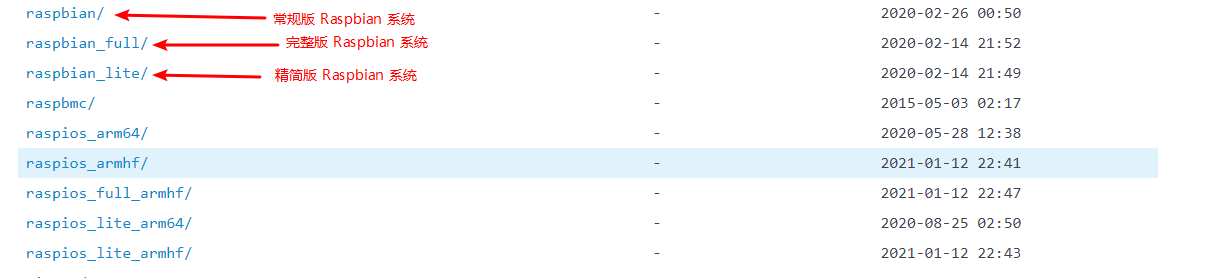 raspbian/ 常规版 Raspbian 系统 - 2020-02-26 00:50
raspbian_full/ 完整版 Raspbian 系统 - 2020-02-14 21:52
raspbian_lite/ 精简版 Raspbian 系统 - 2020-02-14 21:49
raspbmc/ - 2015-05-03 02:17
raspios_arm64/ - 2020-05-28 12:38
raspios_armhf/ - 2021-01-12 22:41
raspios_full_armhf/ - 2021-01-12 22:47
raspios_lite_arm64/ - 2020-08-25 02:50
raspios_lite_armhf/ - 2021-01-12 22:43